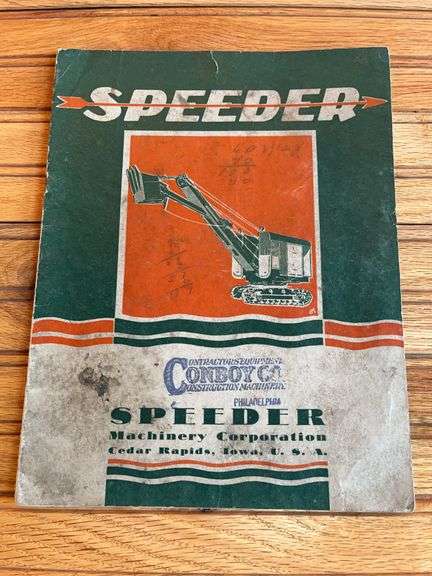 SPEEDER
CONTRACTORS EQUIPMENT
CONBOY CO.
CONSTRUCTION MACHINERY
PHILADELPHIA
SPEEDER
Machinery Corporation
Cedar Rapids, Iowa, U. S. A.